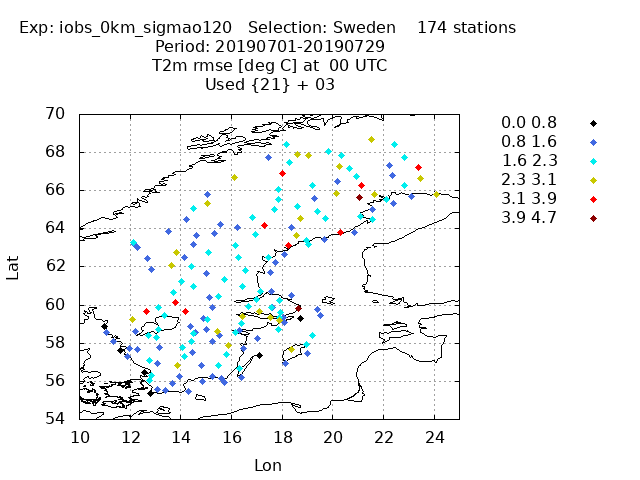 Exp: iobs_0km_sigmao120 Selection: Sweden 174 stations
Period: 20190701-20190729
T2m rmse [deg C] at 00 UTC
Used {21} + 03
70
68
66
64
62
60
58
56
54
10 12 14 16 18 20 22 24
Lat
Lon
0.0 0.8
0.8 1.6
1.6 2.3
2.3 3.1
3.1 3.9
3.9 4.7